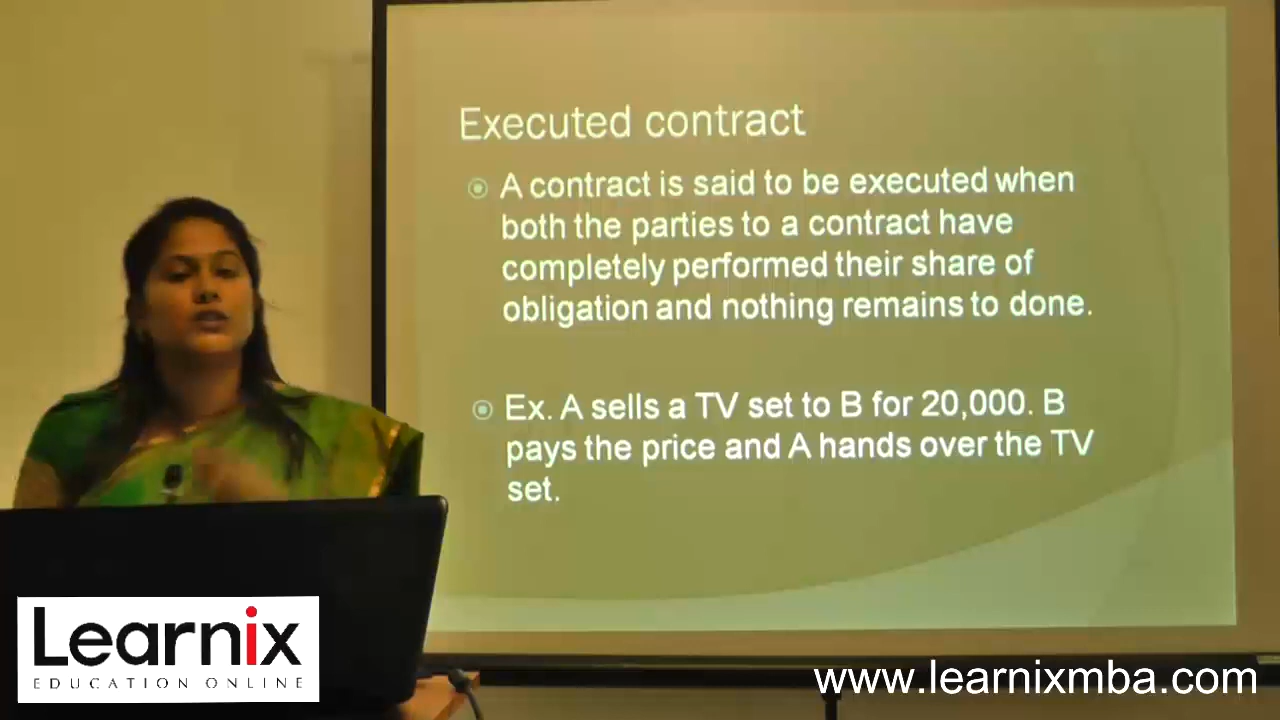 Executed contract
A contract is said to be executed when
both the parties to a contract have
completely performed their share of
obligation and nothing remains to done.
Ex. A sells a TV set to B for 20,000. B
pays the price and A hands over the TV
set.
Learnix
EDUCATION ONLINE
www.learnixmba.com